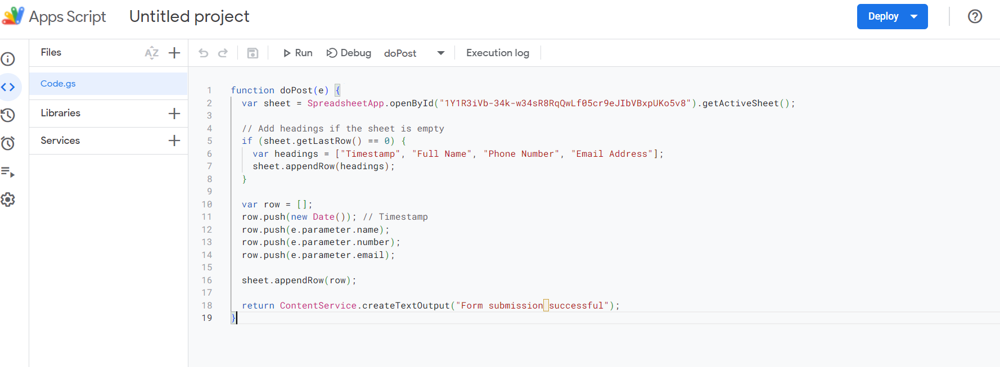 Apps Script Untitled project Deploy
Files AZ Run Debug doPost Execution log
Code.gs
Libraries
Services
1 function doPost(e) {
2 var sheet = SpreadsheetApp.openById("1Y1R3iVb-34k-w34sR8RqQwLf05cr9eJIbVBxpUKo5v8").getActiveSheet();
3
4 // Add headings if the sheet is empty
5 if (sheet.getLastRow() == 0) {
6 var headings = ["Timestamp", "Full Name", "Phone Number", "Email Address"];
7 sheet.appendRow(headings);
8 }
9
10 var row = [];
11 row.push(new Date()); // Timestamp
12 row.push(e.parameter.name);
13 row.push(e.parameter.number);
14 row.push(e.parameter.email);
15
16 sheet.appendRow(row);
17
18 return ContentService.createTextOutput("Form submission successful");
19 }